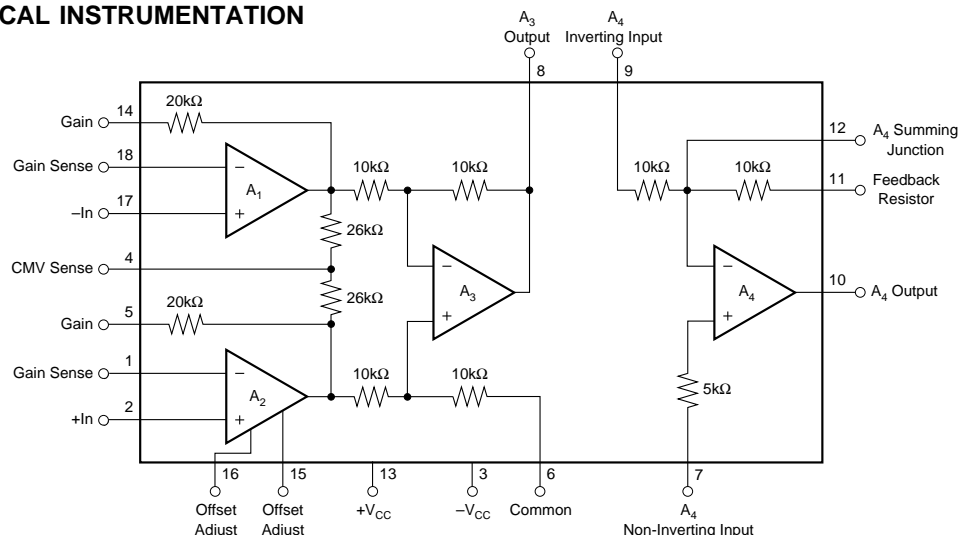 CAL INSTRUMENTATION
A3
Output
8
A4
Inverting Input
9
20kΩ
14
Gain
18
Gain Sense
–
A1
17
–In
+
10kΩ
10kΩ
26kΩ
4
CMV Sense
26kΩ
20kΩ
5
Gain
–
A3
+
1
Gain Sense
–
A2
2
+In
+
10kΩ
10kΩ
10kΩ
10kΩ
12
A4 Summing
Junction
11
Feedback
Resistor
–
A4
+
10
A4 Output
5kΩ
16
15
13
3
6
7
Offset
Adjust
Offset
Adjust
+VCC
–VCC
Common
A4
Non-Inverting Input